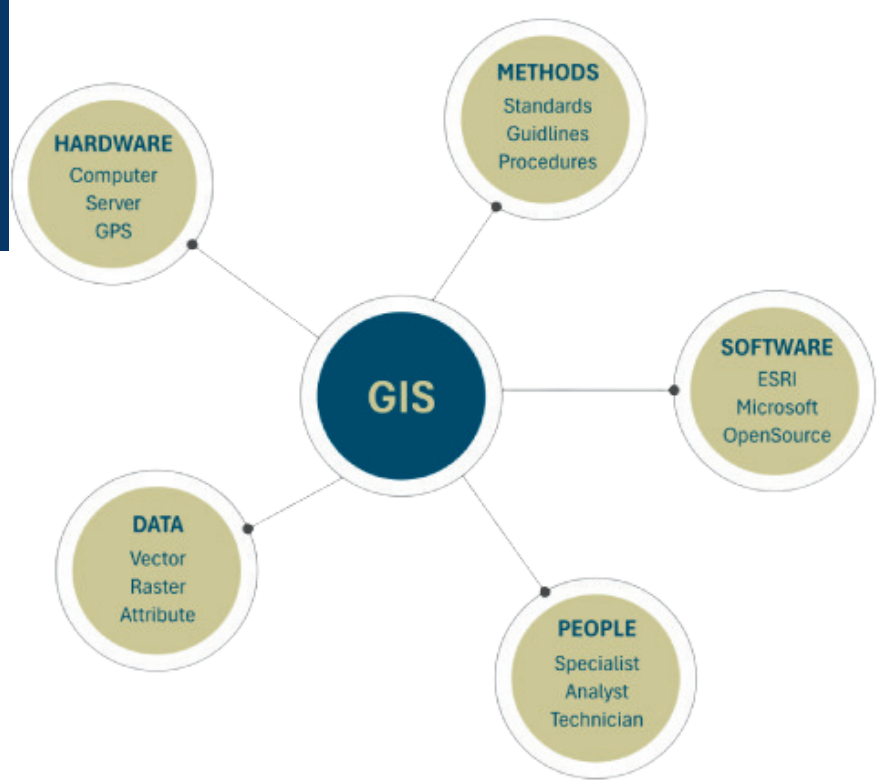 METHODS
Standards
Guidlines
Procedures
HARDWARE
Computer
Server
GPS
GIS
SOFTWARE
ESRI
Microsoft
OpenSource
DATA
Vector
Raster
Attribute
PEOPLE
Specialist
Analyst
Technician